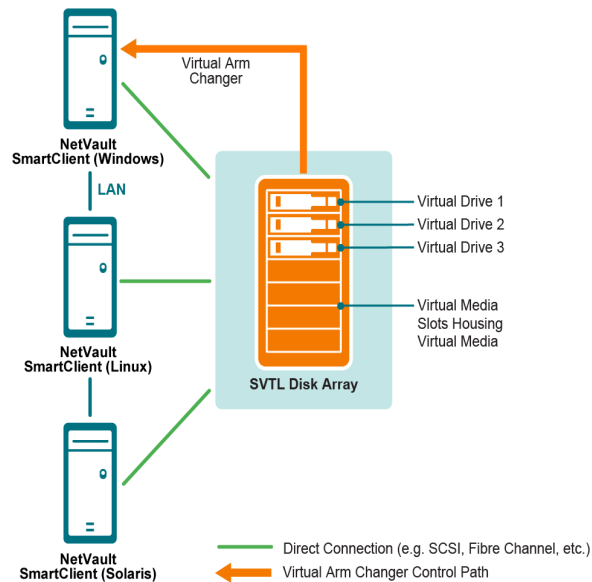 Virtual Arm
Changer
NetVault
SmartClient (Windows)
LAN
Virtual Drive 1
Virtual Drive 2
Virtual Drive 3
Virtual Media
Slots Housing
Virtual Media
NetVault
SmartClient (Linux)
SVTL Disk Array
NetVault
SmartClient (Solaris)
Direct Connection (e.g. SCSI, Fibre Channel, etc.)
Virtual Arm Changer Control Path